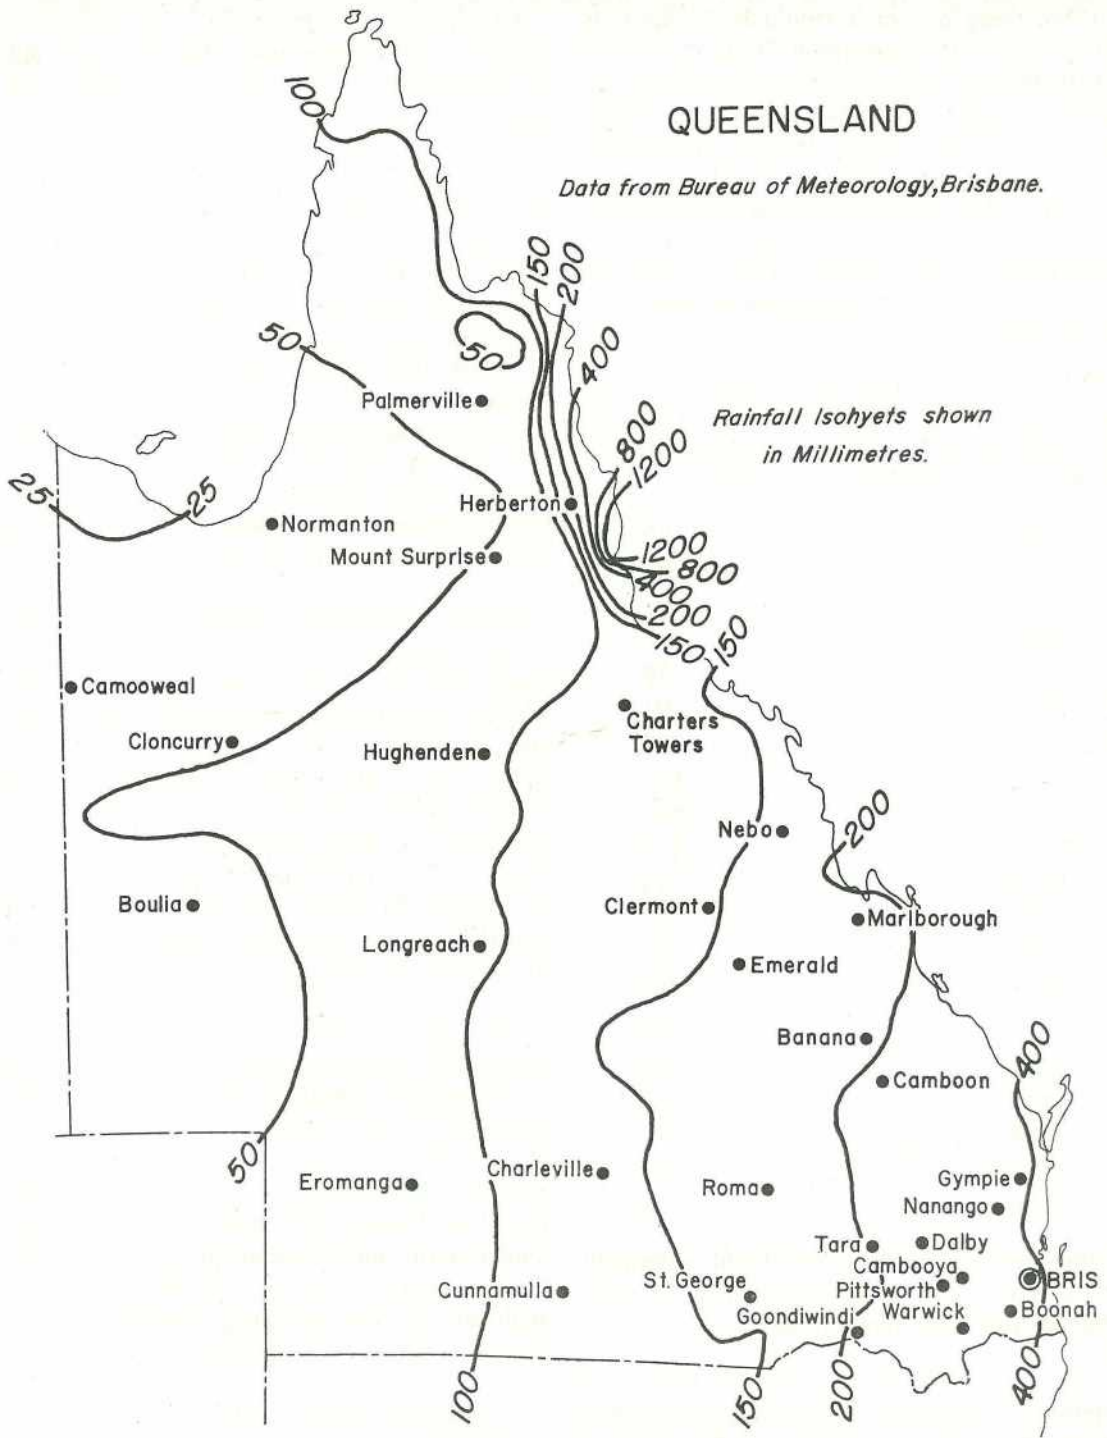 QUEENSLAND
Data from Bureau of Meteorology, Brisbane.
100
150
200
50
50
400
Palmerville
Rainfall Isohyets shown
in Millimetres.
800
1200
25
25
Herberton
Normanton
Mount Surprise
1200
800
400
200
150
150
Camooweal
Charters
Towers
Cloncurry
Hughenden
Nebo
200
Boulia
Clermont
Marlborough
Longreach
Emerald
Banana
400
Camboon
50
Charleville
Eromanga
Roma
Gympie
Nanango
Tara
Dalby
Cambooya
St. George
Pittsworth
BRIS
Cunnamulla
Goondiwindi
Warwick
Boonah
100
150
200
400